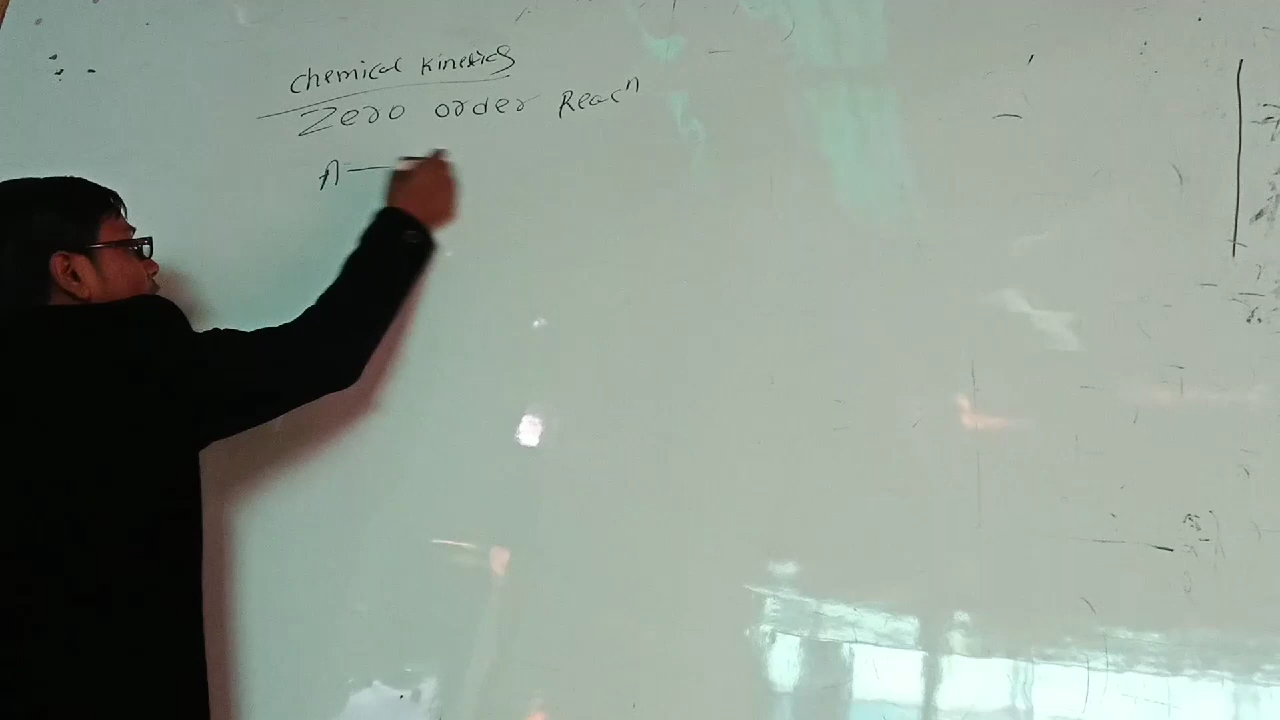 chemical kinetics
Zero order Reacⁿ
A —